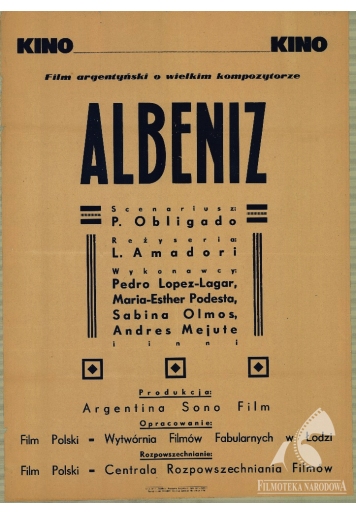 KINO KINO
Film argentyński o wielkim kompozytorze
ALBENIZ
Scenariusz:
P. Obligado
Reżyseria:
L. Amadori
Wykonawcy:
Pedro Lopez-Lagar,
Maria-Esther Podesta,
Sabina Olmos,
Andres Mejute
i inni
Produkcja:
Argentina Sono Film
Opracowanie:
Film Polski - Wytwórnia Filmów Fabularnych w Łodzi
Rozpowszechnianie:
Film Polski - Centrala Rozpowszechniania Filmów
FILMOTEKA NARODOWA